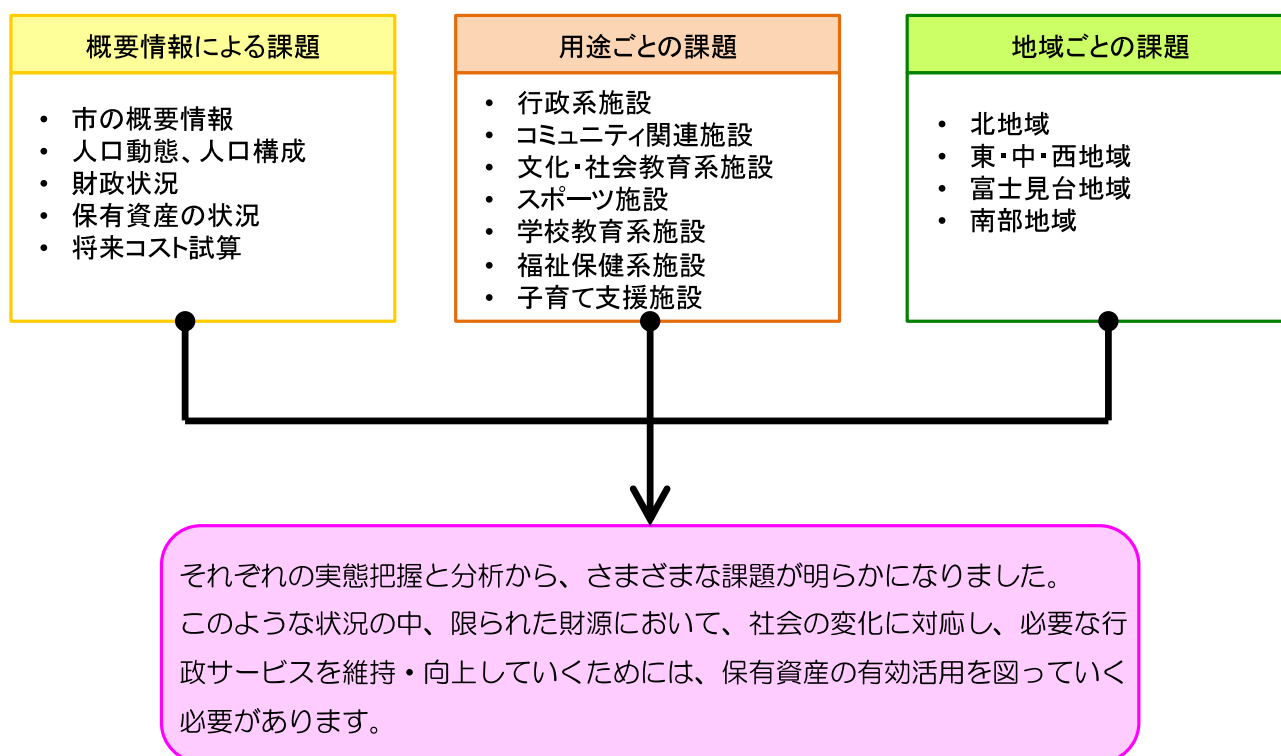 概要情報による課題
• 市の概要情報
• 人口動態、人口構成
• 財政状況
• 保有資産の状況
• 将来コスト試算
用途ごとの課題
• 行政系施設
• コミュニティ関連施設
• 文化・社会教育系施設
• スポーツ施設
• 学校教育系施設
• 福祉保健系施設
• 子育て支援施設
地域ごとの課題
• 北地域
• 東・中・西地域
• 富士見台地域
• 南部地域
それぞれの実態把握と分析から、さまざまな課題が明らかになりました。
このような状況の中、限られた財源において、社会の変化に対応し、必要な行
政サービスを維持・向上していくためには、保有資産の有効活用を図っていく
必要があります。